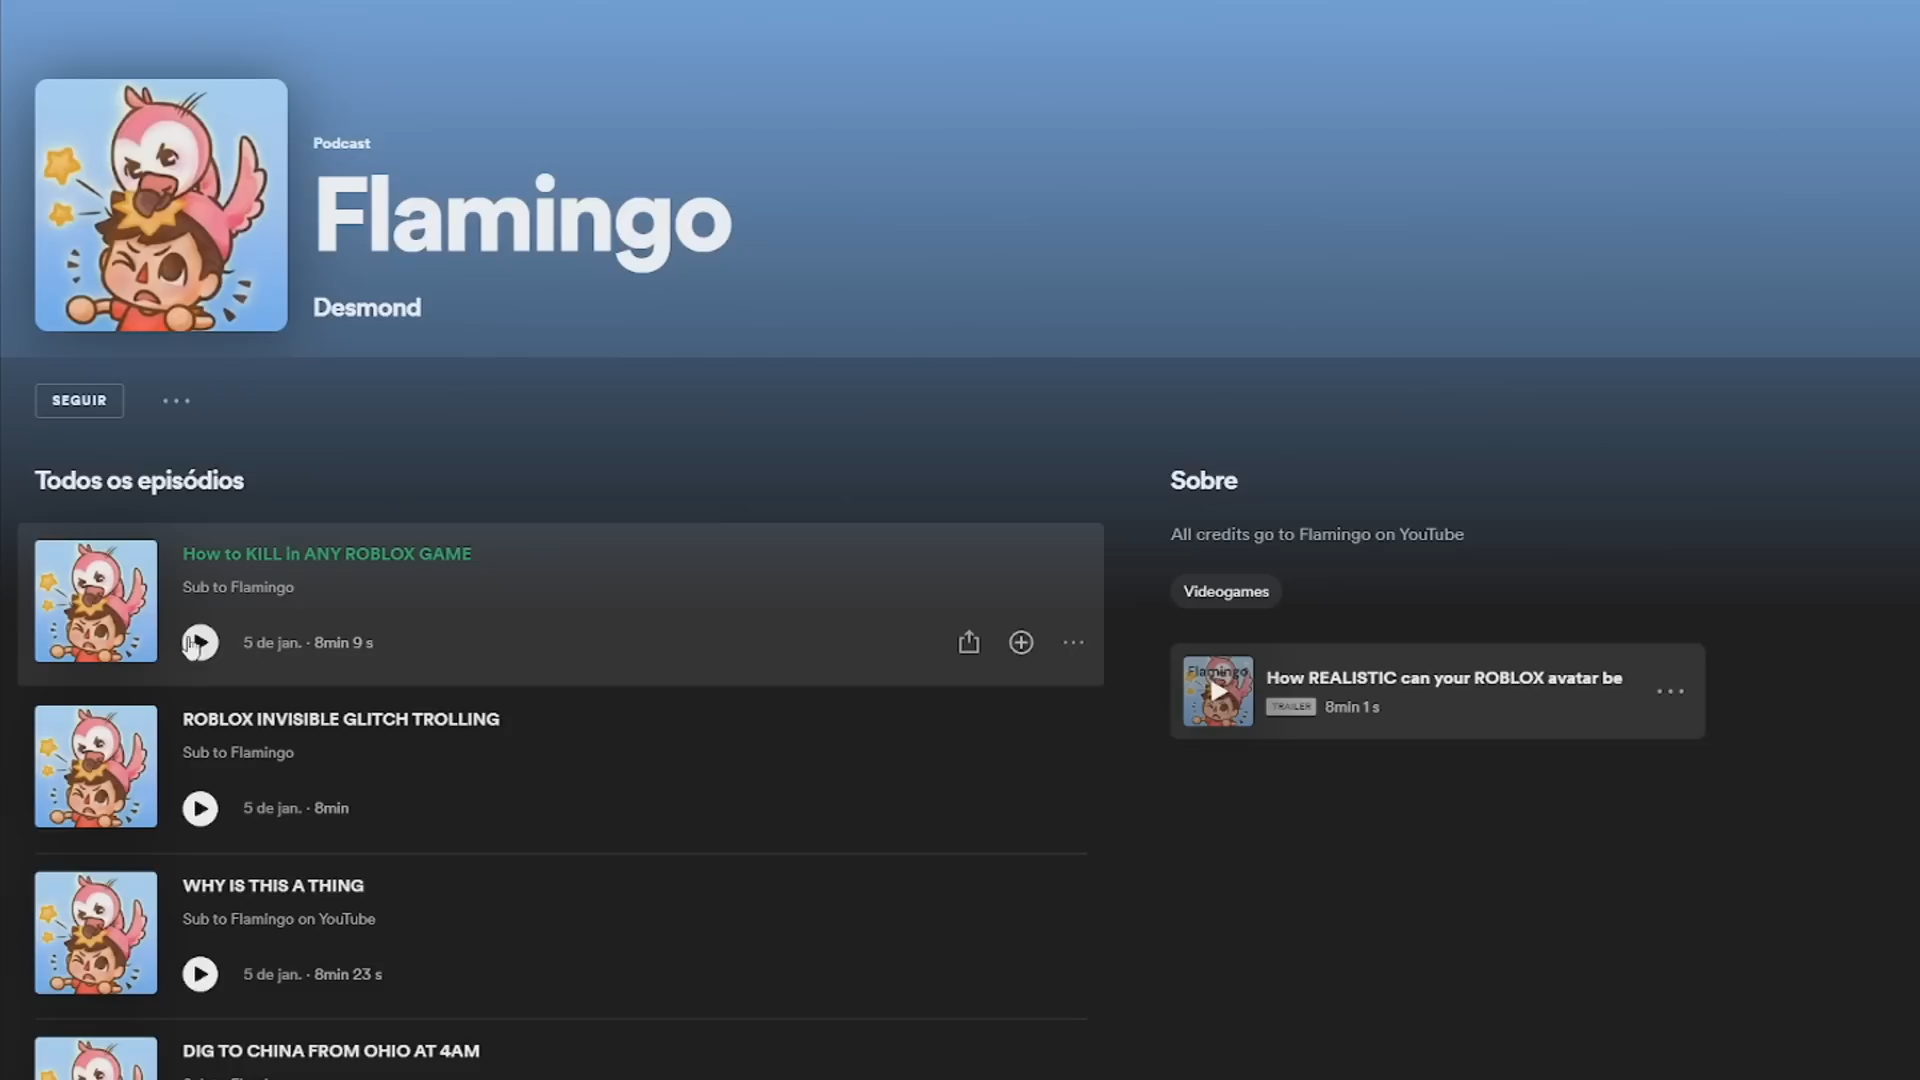 Podcast
Flamingo
Desmond
SEGUIR
Todos os episódios
How to KILL in ANY ROBLOX GAME
Sub to Flamingo
5 de jan. · 8min 9 s
ROBLOX INVISIBLE GLITCH TROLLING
Sub to Flamingo
5 de jan. · 8min
WHY IS THIS A THING
Sub to Flamingo on YouTube
5 de jan. · 8min 23 s
DIG TO CHINA FROM OHIO AT 4AM
Sobre
All credits go to Flamingo on YouTube
Videogames
Flamingo
How REALISTIC can your ROBLOX avatar be
TRAILER 8min 1 s